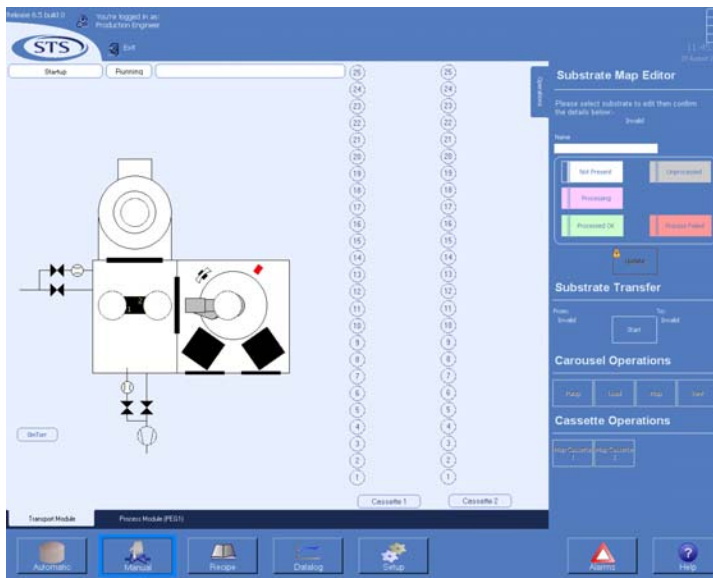 Release 6.5 build 0
You're logged in as:
Production Engineer
STS
Exit
Startup
Running
Operations
25 25
24 24
23 23
22 22
21 21
20 20
19 19
18 18
17 17
16 16
15 15
14 14
13 13
12 12
11 11
10 10
9 9
8 8
7 7
6 6
5 5
4 4
3 3
2 2
1 1
Cassette 1
Cassette 2
1
2
0mTorr
Transport Module
Process Module (PEG1)
Substrate Map Editor
Please select substrate to edit then confirm
the details below:-
Invalid
Name
Not Present
Unprocessed
Processing
Processed OK
Process Failed
Update
Substrate Transfer
From:
To:
Invalid
Invalid
Start
Carousel Operations
Pump
Load
Map
Vent
Cassette Operations
Map Cassette
1
Map Cassette
2
Automatic
Manual
Recipe
Datalog
Setup
Alarms
Help